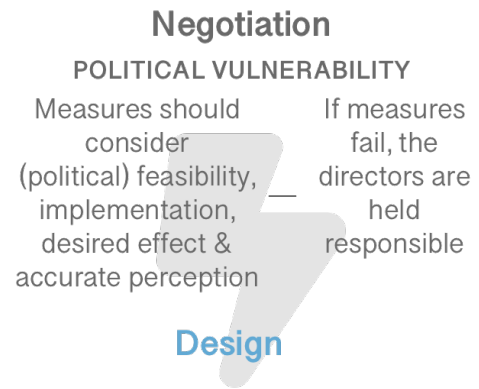 Negotiation
POLITICAL VULNERABILITY
Measures should
consider
(political) feasibility,
implementation,
desired effect &
accurate perception
—
If measures
fail, the
directors are
held
responsible
Design